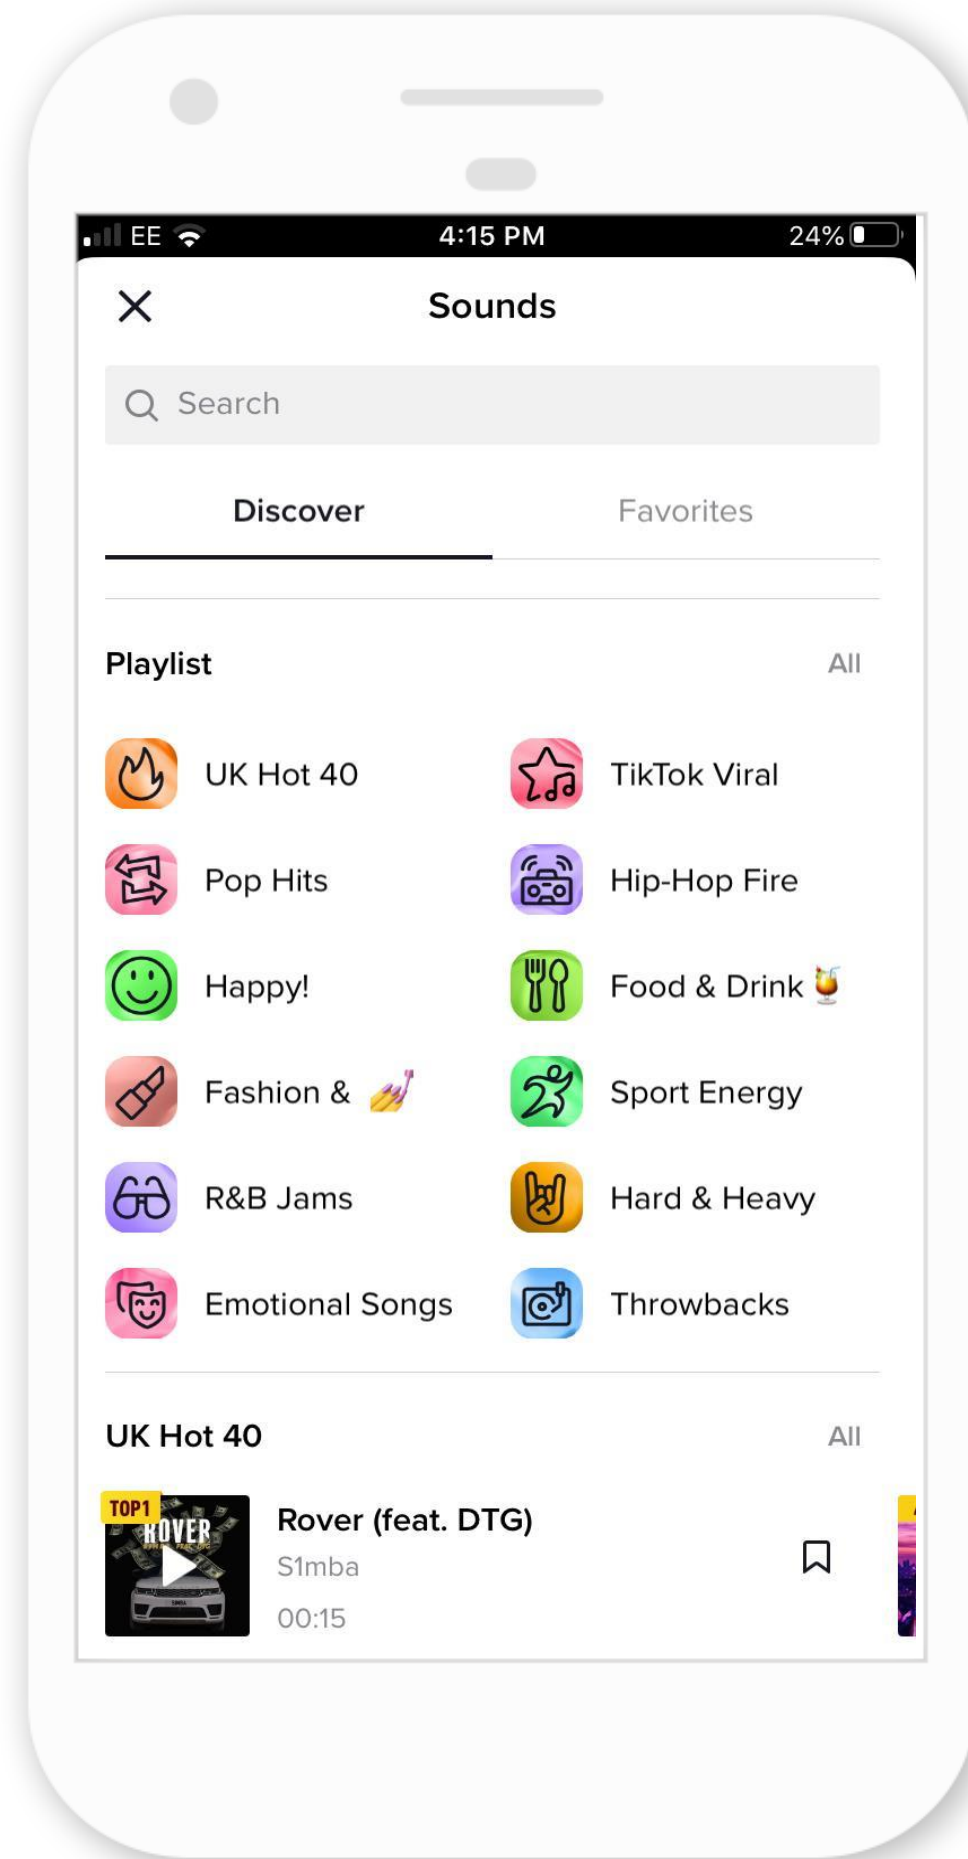 EE 4:15 PM 24%
Sounds
Search
Discover Favorites
Playlist All
UK Hot 40 TikTok Viral
Pop Hits Hip-Hop Fire
Happy! Food & Drink 🍹
Fashion & 💅
Sport Energy
R&B Jams Hard & Heavy
Emotional Songs Throwbacks
UK Hot 40 All
TOP1
ROVER
Rover (feat. DTG)
S1mba
00:15